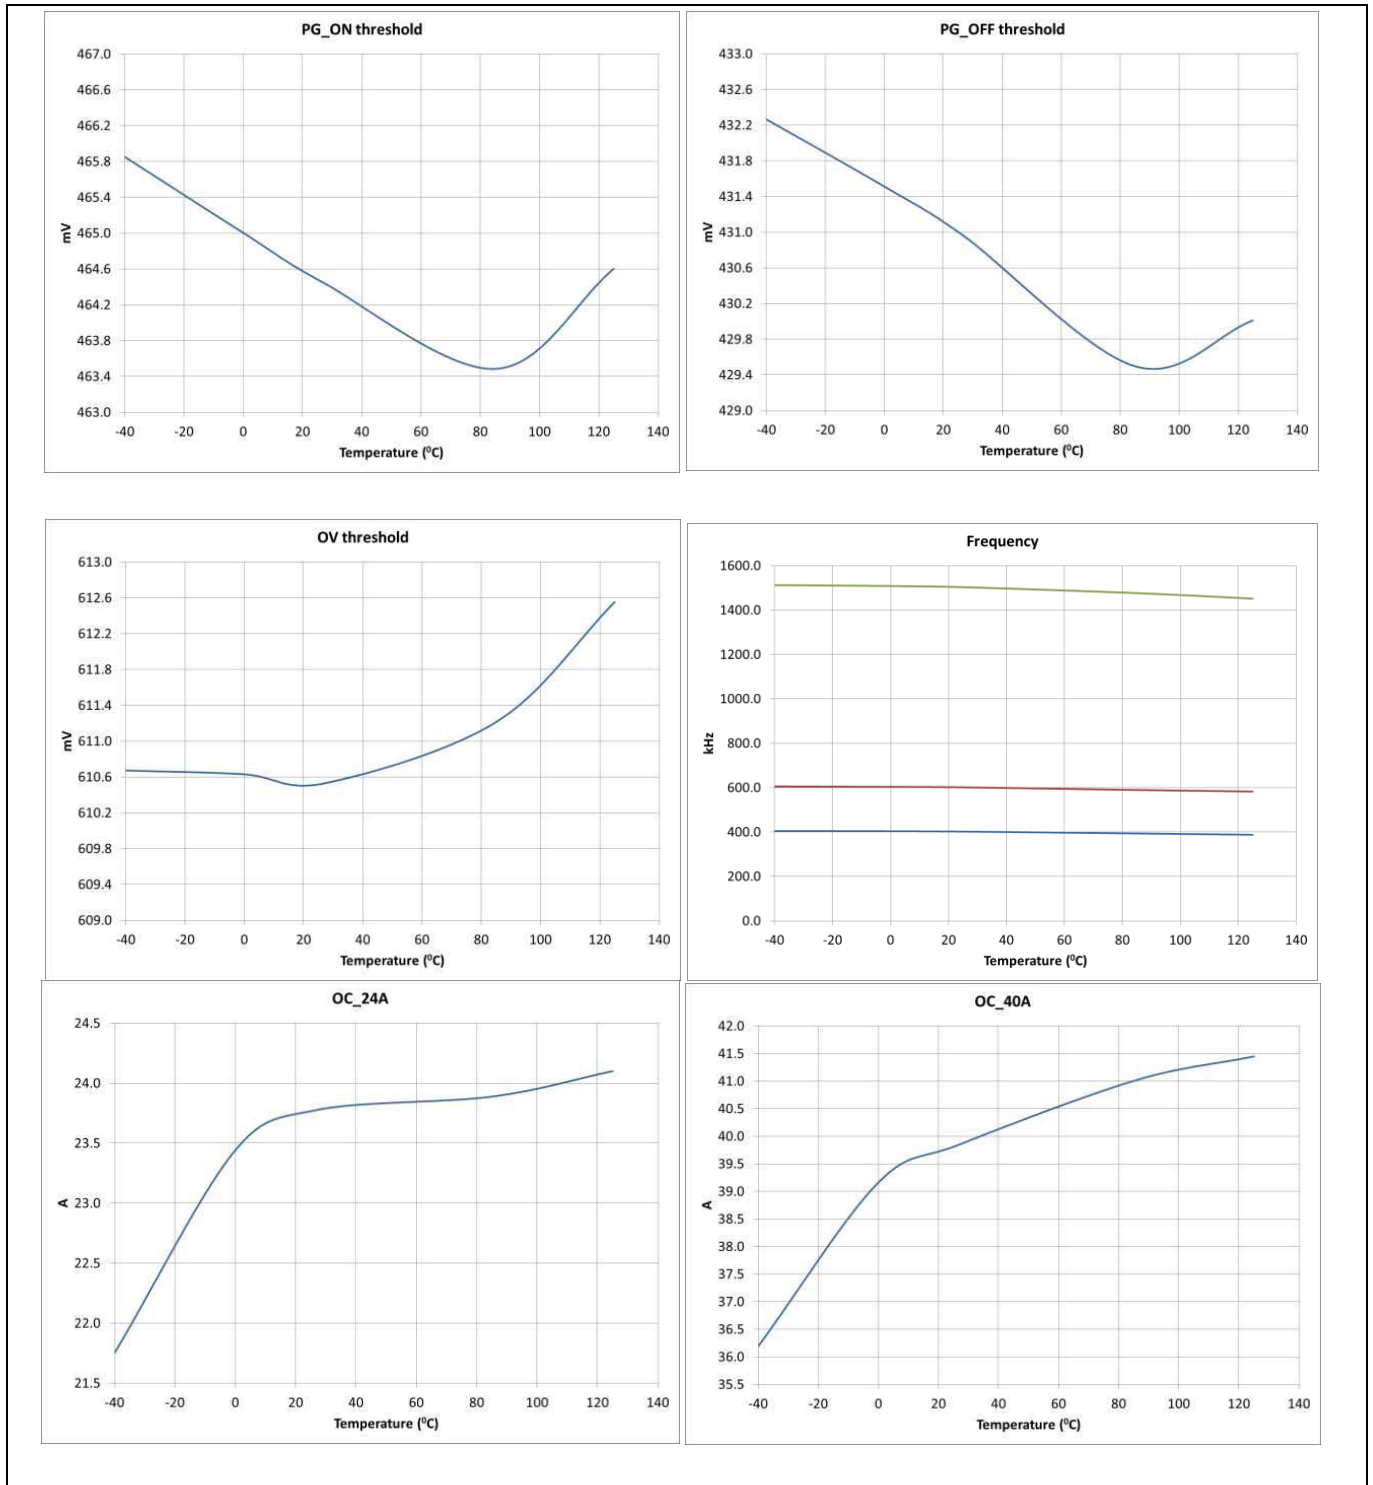 PG_ON threshold
467.0
466.6
466.2
465.8
465.4
465.0
464.6
464.2
463.8
463.4
463.0
mV
-40 -20 0 20 40 60 80 100 120 140
Temperature (⁰C)
PG_OFF threshold
433.0
432.6
432.2
431.8
431.4
431.0
430.6
430.2
429.8
429.4
429.0
mV
-40 -20 0 20 40 60 80 100 120 140
Temperature (⁰C)
OV threshold
613.0
612.6
612.2
611.8
611.4
611.0
610.6
610.2
609.8
609.4
609.0
mV
-40 -20 0 20 40 60 80 100 120 140
Temperature (⁰C)
Frequency
1600.0
1400.0
1200.0
1000.0
800.0
600.0
400.0
200.0
0.0
kHz
-40 -20 0 20 40 60 80 100 120 140
Temperature (⁰C)
OC_24A
24.5
24.0
23.5
23.0
22.5
22.0
21.5
A
-40 -20 0 20 40 60 80 100 120 140
Temperature (⁰C)
OC_40A
42.0
41.5
41.0
40.5
40.0
39.5
39.0
38.5
38.0
37.5
37.0
36.5
36.0
35.5
A
-40 -20 0 20 40 60 80 100 120 140
Temperature (⁰C)